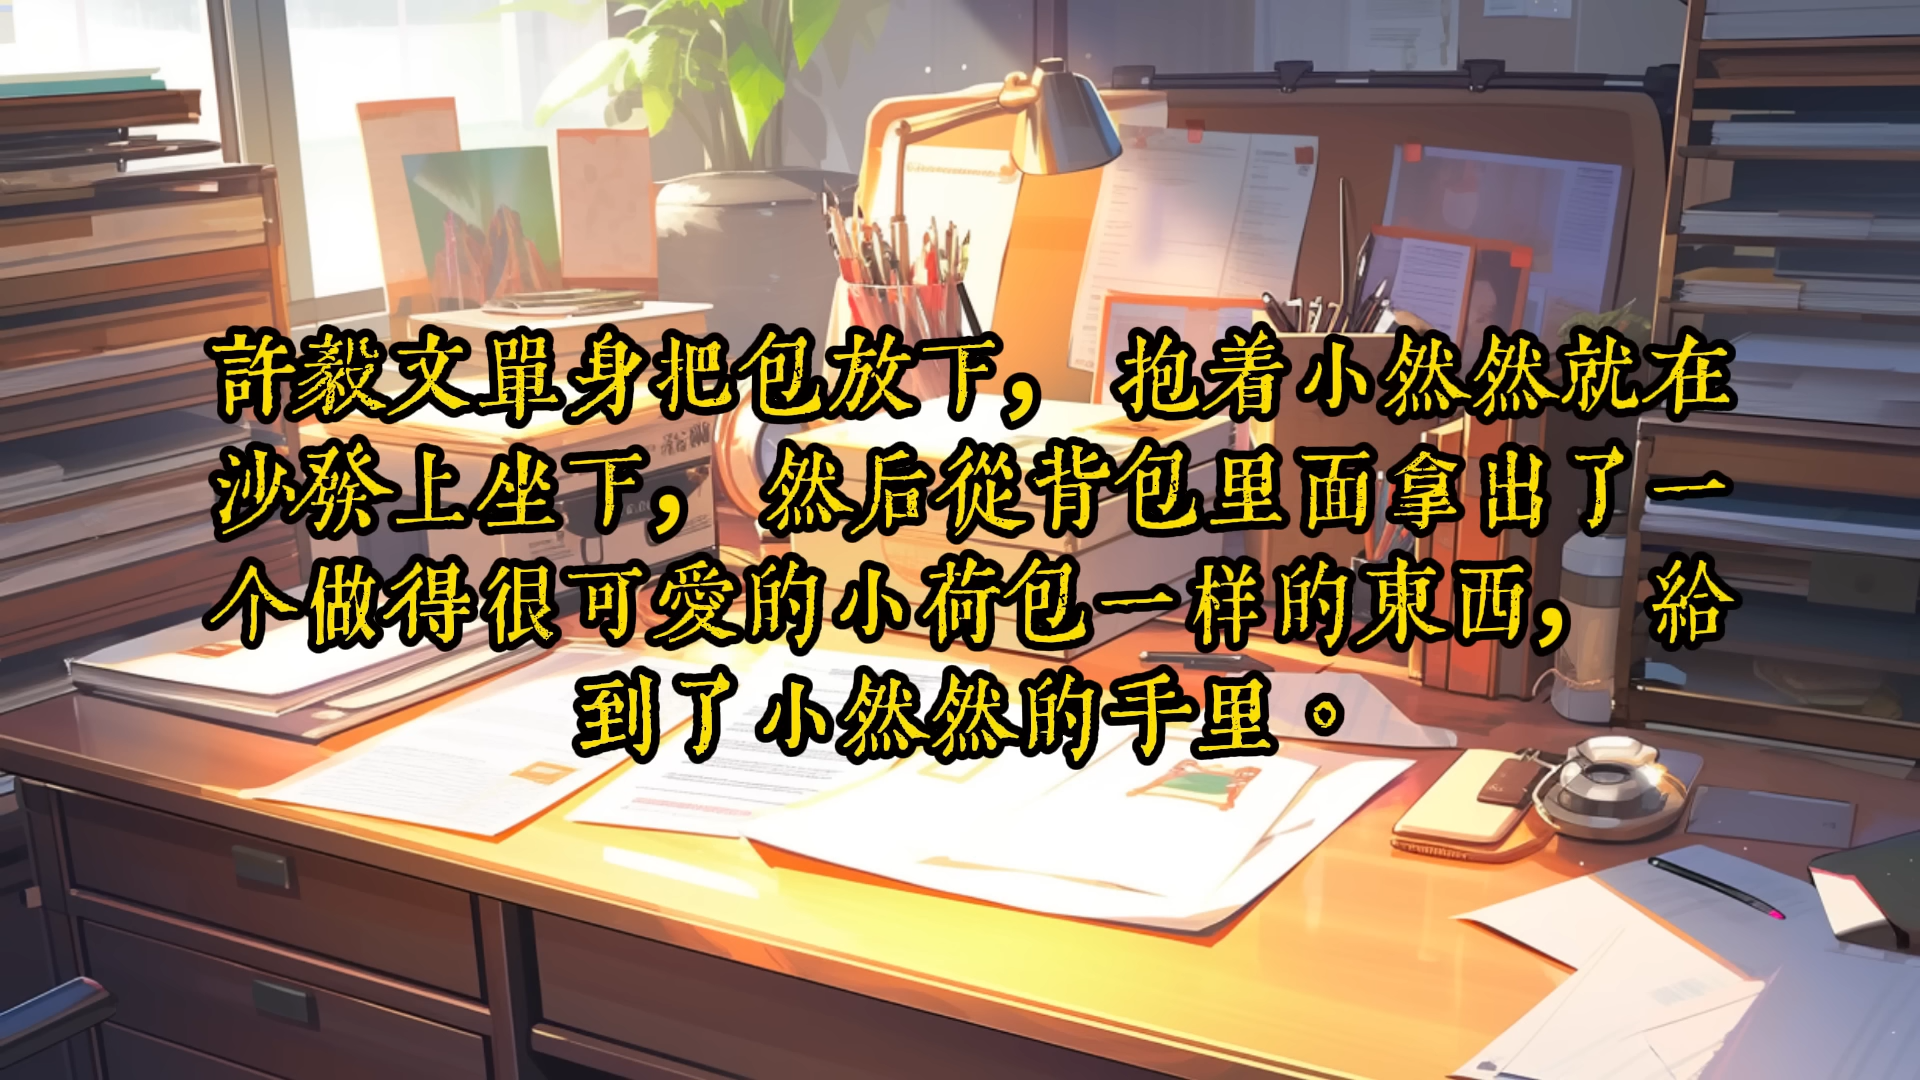 許毅文單身把包放下，抱着小然然就在
沙發上坐下，然后從背包里面拿出了一
个做得很可愛的小荷包一样的東西，給
到了小然然的手里。